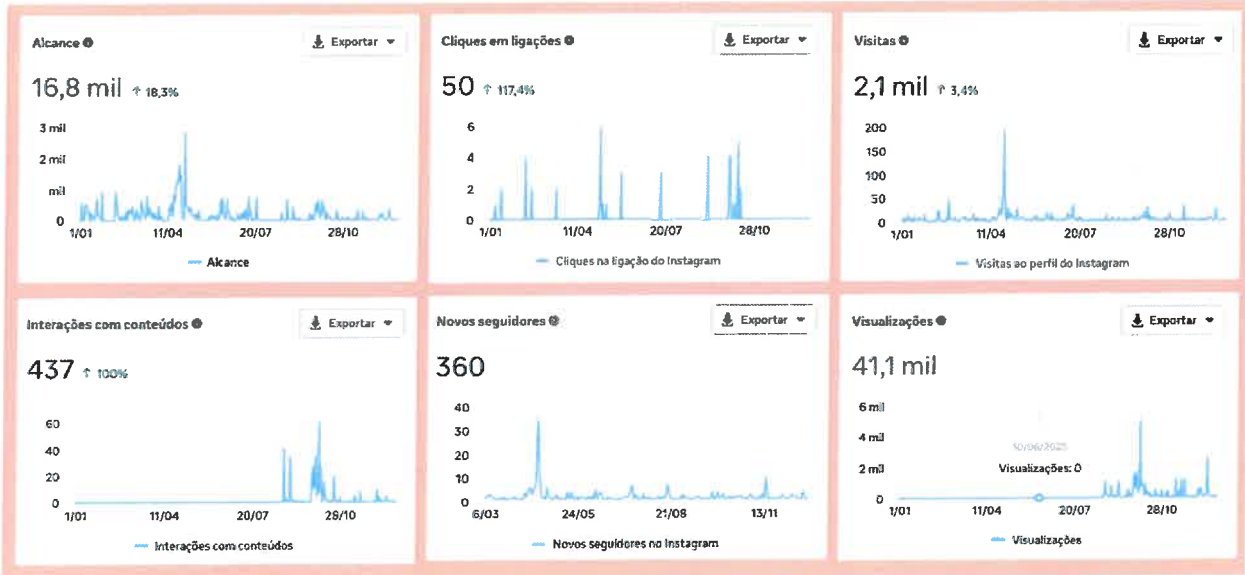 Alcance
Exportar
16,8 mil ↑ 18,3%
3 mil
2 mil
mil
0
1/01 11/04 20/07 28/10
Alcance
Cliques em ligações
Exportar
50 ↑ 117,4%
6
4
2
0
1/01 11/04 20/07 28/10
Cliques na ligação do Instagram
Visitas
Exportar
2,1 mil ↑ 3,4%
200
150
100
50
0
1/01 11/04 20/07 28/10
Visitas ao perfil do Instagram
Interações com conteúdos
Exportar
437 ↑ 100%
60
40
20
0
1/01 11/04 20/07 28/10
Interações com conteúdos
Novos seguidores
Exportar
360
40
30
20
10
0
6/03 24/05 21/08 13/11
Novos seguidores no Instagram
Visualizações
Exportar
41,1 mil
6 mil
4 mil
2 mil
0
Visualizações: 0
1/01 11/04 20/07 28/10
Visualizações